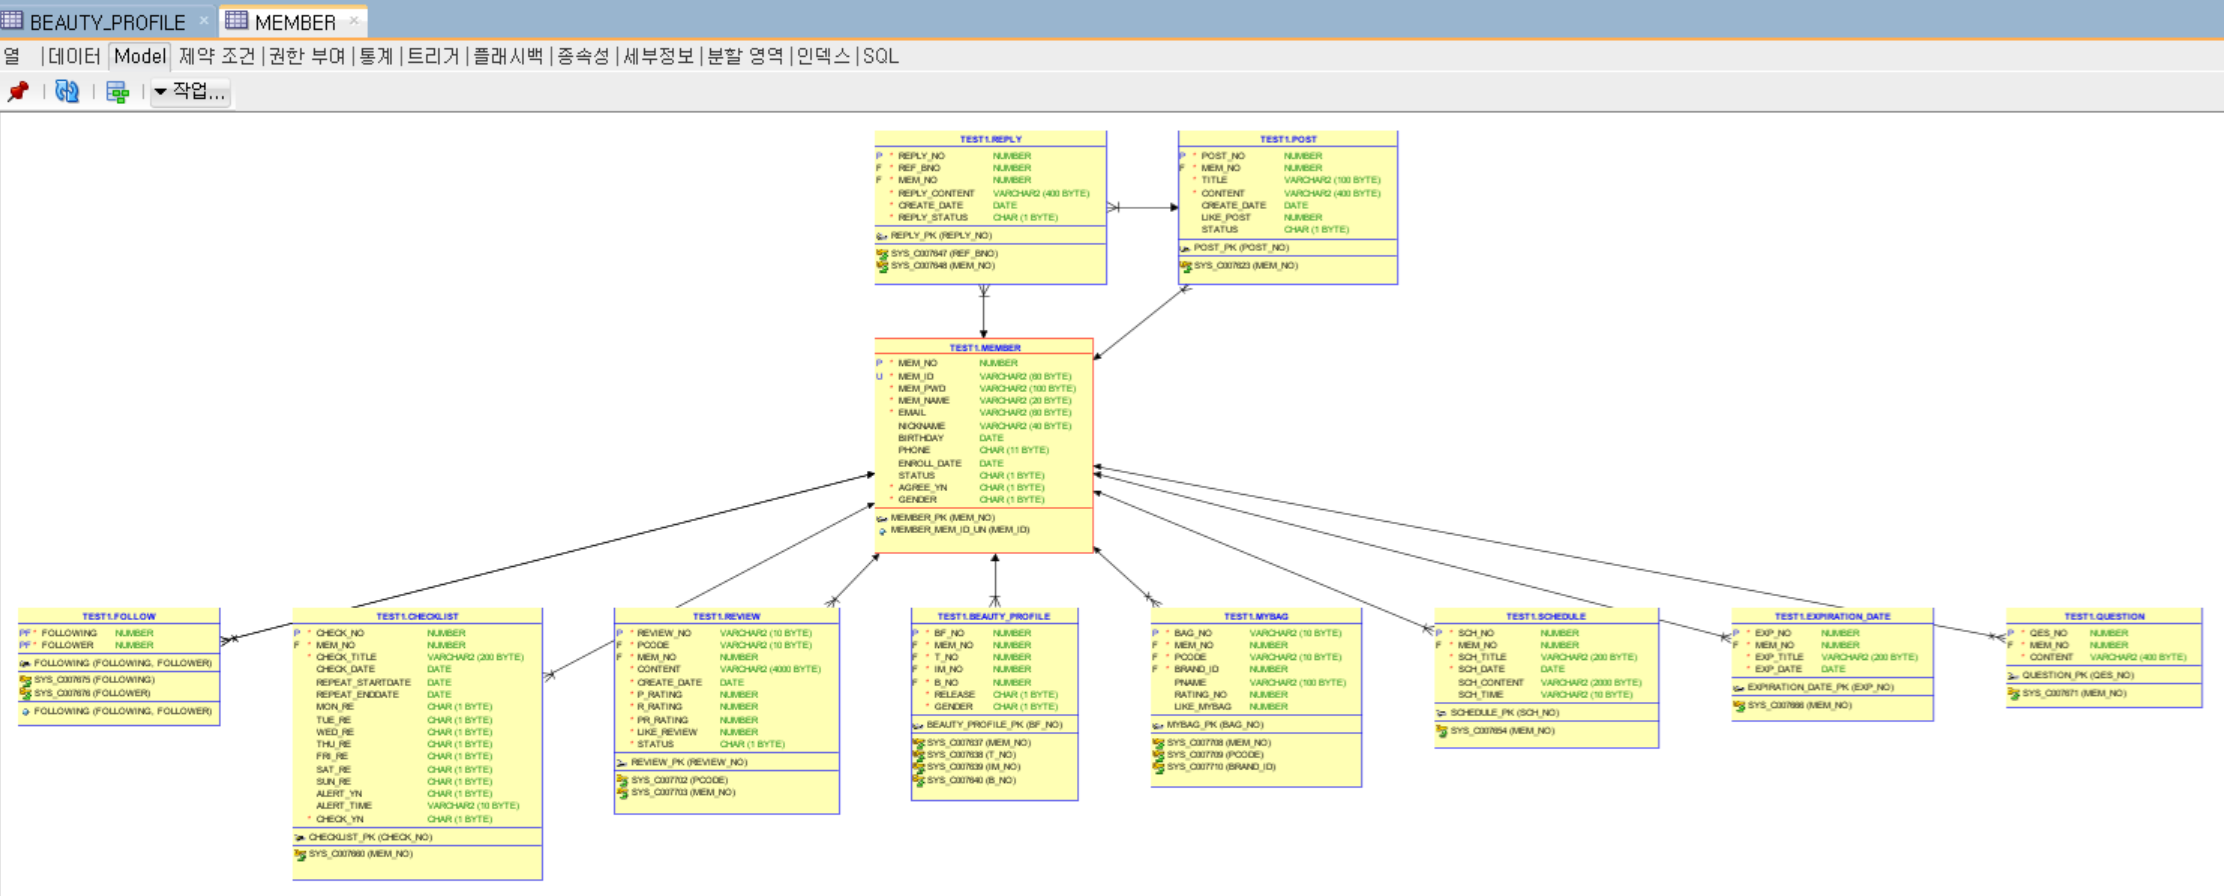 BEAUTY_PROFILE × MEMBER ×
열 |데이터 Model 제약 조건|권한 부여|통계|트리거|플래시백|종속성|세부정보|분할 영역|인덱스|SQL
작업...
TEST1.REPLY
P * REPLY_NO NUMBER
F * REF_BNO NUMBER
F * MEM_NO NUMBER
* REPLY_CONTENT VARCHAR2 (400 BYTE)
* CREATE_DATE DATE
* REPLY_STATUS CHAR (1 BYTE)
REPLY_PK (REPLY_NO)
SYS_C007647 (REF_BNO)
SYS_C007648 (MEM_NO)
TEST1.POST
P * POST_NO NUMBER
F * MEM_NO NUMBER
* TITLE VARCHAR2 (100 BYTE)
* CONTENT VARCHAR2 (400 BYTE)
CREATE_DATE DATE
LIKE_POST NUMBER
STATUS CHAR (1 BYTE)
POST_PK (POST_NO)
SYS_C007623 (MEM_NO)
TEST1.MEMBER
P * MEM_NO NUMBER
U * MEM_ID VARCHAR2 (60 BYTE)
* MEM_PWD VARCHAR2 (100 BYTE)
* MEM_NAME VARCHAR2 (20 BYTE)
* EMAIL VARCHAR2 (60 BYTE)
NICKNAME VARCHAR2 (40 BYTE)
BIRTHDAY DATE
PHONE CHAR (11 BYTE)
ENROLL_DATE DATE
STATUS CHAR (1 BYTE)
* AGREE_YN CHAR (1 BYTE)
* GENDER CHAR (1 BYTE)
MEMBER_PK (MEM_NO)
MEMBER_MEM_ID_UN (MEM_ID)
TEST1.FOLLOW
PF * FOLLOWING NUMBER
PF * FOLLOWER NUMBER
FOLLOWING (FOLLOWING, FOLLOWER)
SYS_C007675 (FOLLOWING)
SYS_C007676 (FOLLOWER)
FOLLOWING (FOLLOWING, FOLLOWER)
TEST1.CHECKLIST
P * CHECK_NO NUMBER
F * MEM_NO NUMBER
* CHECK_TITLE VARCHAR2 (200 BYTE)
CHECK_DATE DATE
REPEAT_STARTDATE DATE
REPEAT_ENDDATE DATE
MON_RE CHAR (1 BYTE)
TUE_RE CHAR (1 BYTE)
WED_RE CHAR (1 BYTE)
THU_RE CHAR (1 BYTE)
FRI_RE CHAR (1 BYTE)
SAT_RE CHAR (1 BYTE)
SUN_RE CHAR (1 BYTE)
ALERT_YN CHAR (1 BYTE)
ALERT_TIME VARCHAR2 (10 BYTE)
* CHECK_YN CHAR (1 BYTE)
CHECKLIST_PK (CHECK_NO)
SYS_C007660 (MEM_NO)
TEST1.REVIEW
P * REVIEW_NO VARCHAR2 (10 BYTE)
F * PCODE VARCHAR2 (10 BYTE)
F * MEM_NO NUMBER
* CONTENT VARCHAR2 (4000 BYTE)
* CREATE_DATE DATE
* P_RATING NUMBER
* R_RATING NUMBER
* PR_RATING NUMBER
* LIKE_REVIEW NUMBER
* STATUS CHAR (1 BYTE)
REVIEW_PK (REVIEW_NO)
SYS_C007702 (PCODE)
SYS_C007703 (MEM_NO)
TEST1.BEAUTY_PROFILE
P * BF_NO NUMBER
F * MEM_NO NUMBER
F * T_NO NUMBER
F * IM_NO NUMBER
F * B_NO NUMBER
* RELEASE CHAR (1 BYTE)
* GENDER CHAR (1 BYTE)
BEAUTY_PROFILE_PK (BF_NO)
SYS_C007637 (MEM_NO)
SYS_C007638 (T_NO)
SYS_C007639 (IM_NO)
SYS_C007640 (B_NO)
TEST1.MYBAG
P * BAG_NO VARCHAR2 (10 BYTE)
F * MEM_NO NUMBER
F * PCODE VARCHAR2 (10 BYTE)
F * BRAND_ID NUMBER
PNAME VARCHAR2 (100 BYTE)
RATING_NO NUMBER
LIKE_MYBAG NUMBER
MYBAG_PK (BAG_NO)
SYS_C007708 (MEM_NO)
SYS_C007709 (PCODE)
SYS_C007710 (BRAND_ID)
TEST1.SCHEDULE
P * SCH_NO NUMBER
F * MEM_NO NUMBER
* SCH_TITLE VARCHAR2 (200 BYTE)
* SCH_DATE DATE
SCH_CONTENT VARCHAR2 (2000 BYTE)
SCH_TIME VARCHAR2 (10 BYTE)
SCHEDULE_PK (SCH_NO)
SYS_C007654 (MEM_NO)
TEST1.EXPIRATION_DATE
P * EXP_NO NUMBER
F * MEM_NO NUMBER
* EXP_TITLE VARCHAR2 (200 BYTE)
* EXP_DATE DATE
EXPIRATION_DATE_PK (EXP_NO)
SYS_C007666 (MEM_NO)
TEST1.QUESTION
P * QES_NO NUMBER
F * MEM_NO NUMBER
* CONTENT VARCHAR2 (400 BYTE)
QUESTION_PK (QES_NO)
SYS_C007671 (MEM_NO)